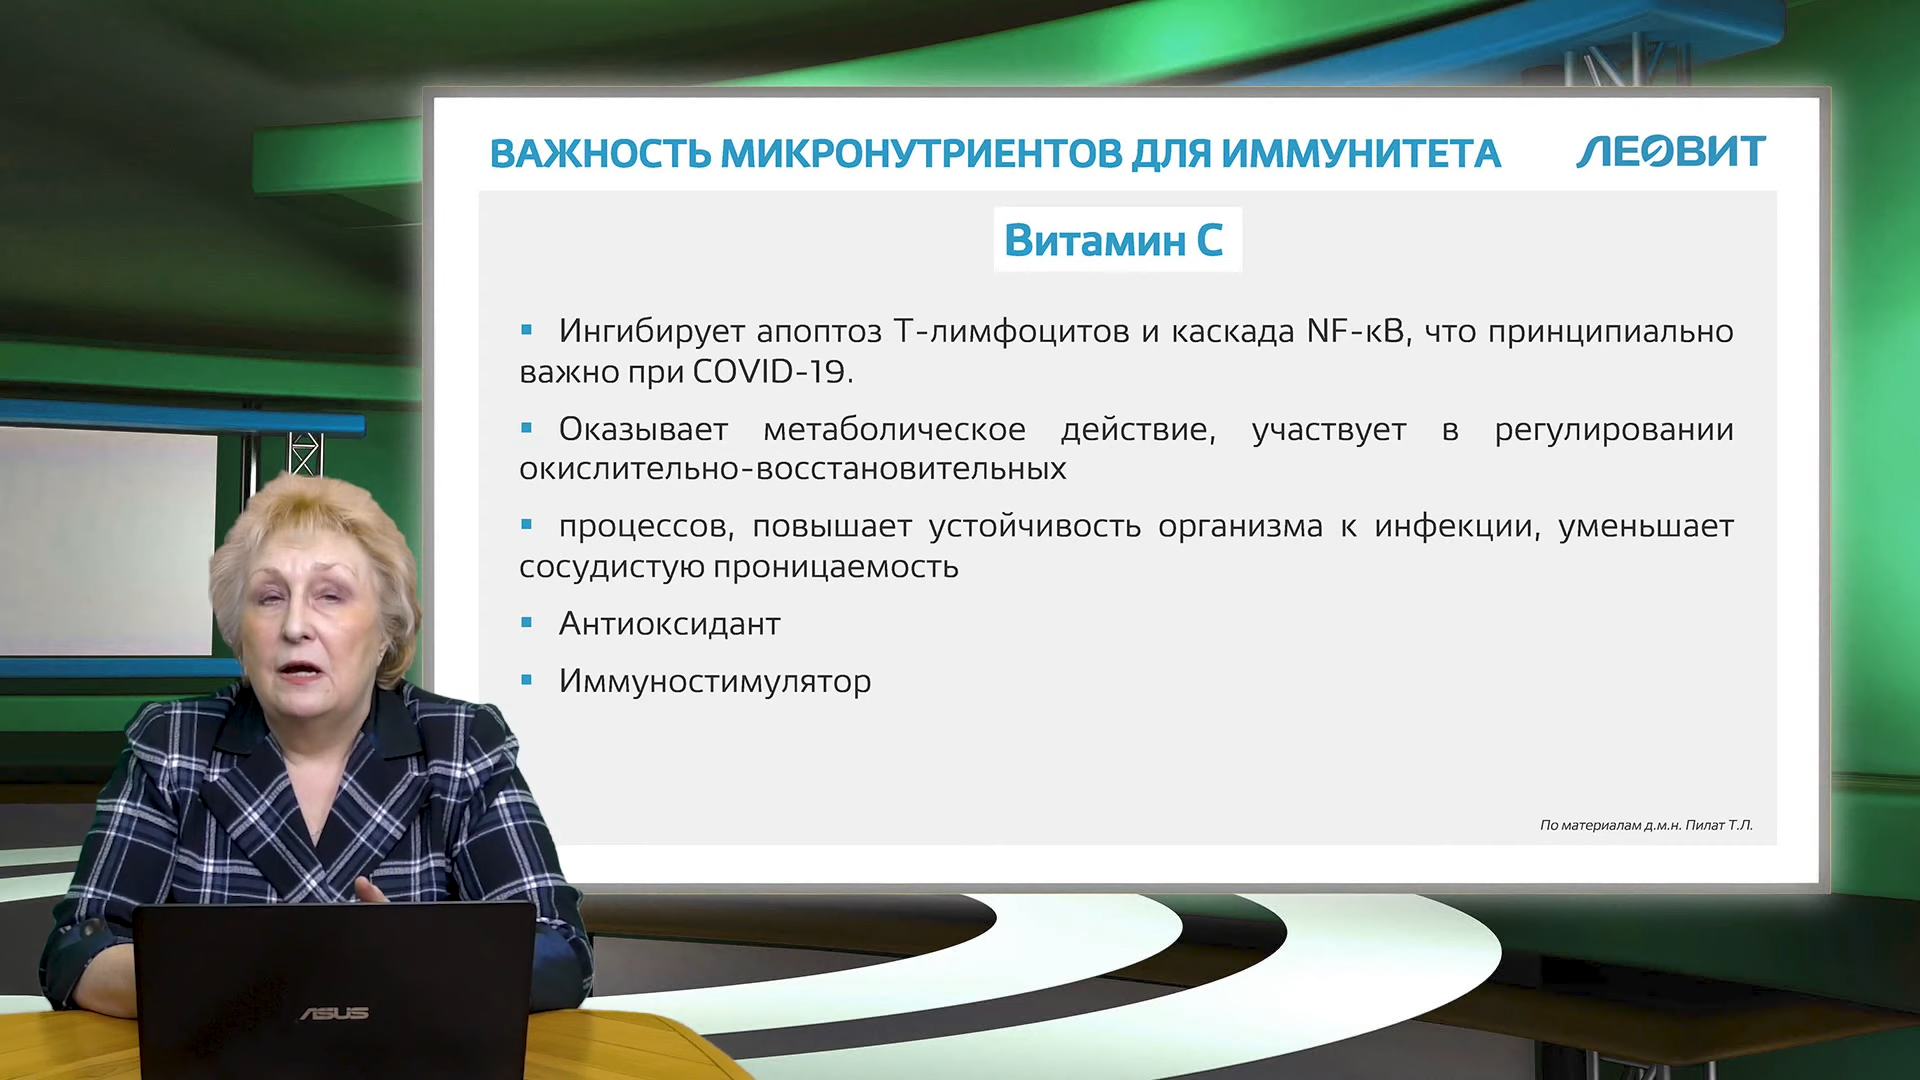 ВАЖНОСТЬ МИКРОНУТРИЕНТОВ ДЛЯ ИММУНИТЕТА
ЛЕОВИТ
Витамин С
▪ Ингибирует апоптоз Т-лимфоцитов и каскада NF-кВ, что принципиально
важно при COVID-19.
▪ Оказывает метаболическое действие, участвует в регулировании
окислительно-восстановительных
▪ процессов, повышает устойчивость организма к инфекции, уменьшает
сосудистую проницаемость
▪ Антиоксидант
▪ Иммуностимулятор
По материалам д.м.н. Пилат Т.Л.
ASUS